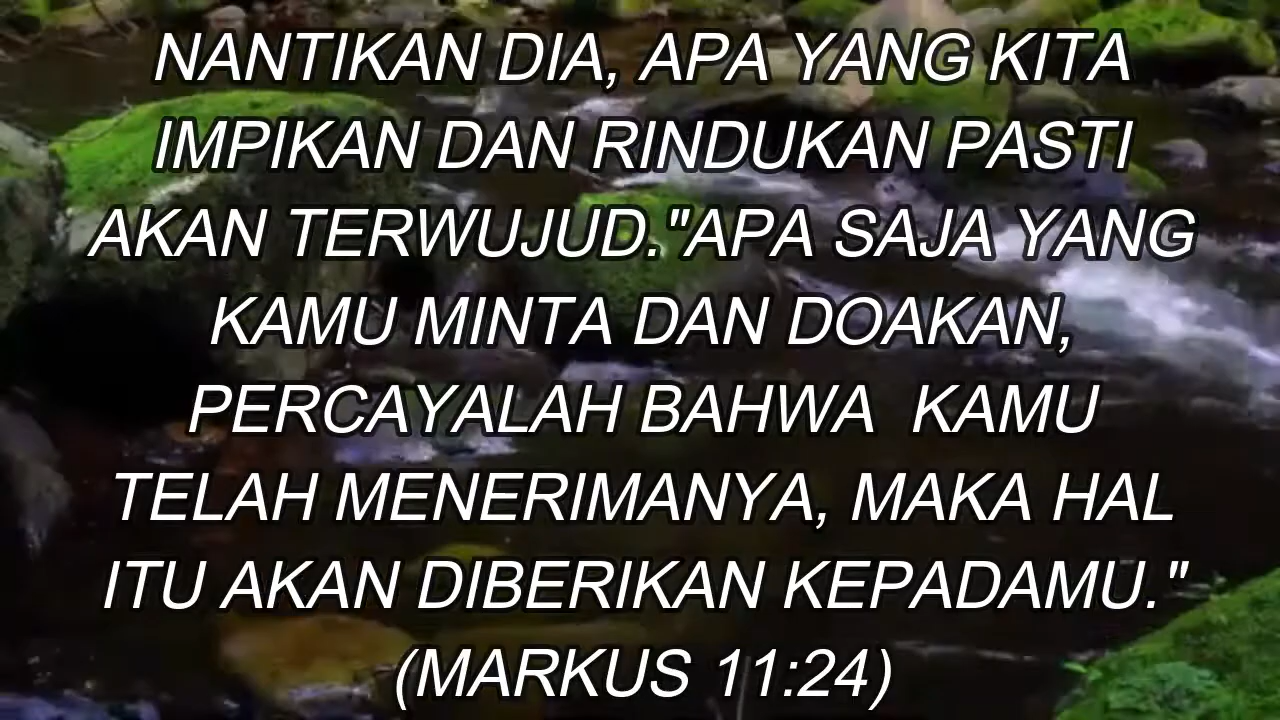 NANTIKAN DIA, APA YANG KITA
IMPIKAN DAN RINDUKAN PASTI
AKAN TERWUJUD."APA SAJA YANG
KAMU MINTA DAN DOAKAN,
PERCAYALAH BAHWA  KAMU
TELAH MENERIMANYA, MAKA HAL
ITU AKAN DIBERIKAN KEPADAMU."
(MARKUS 11:24)